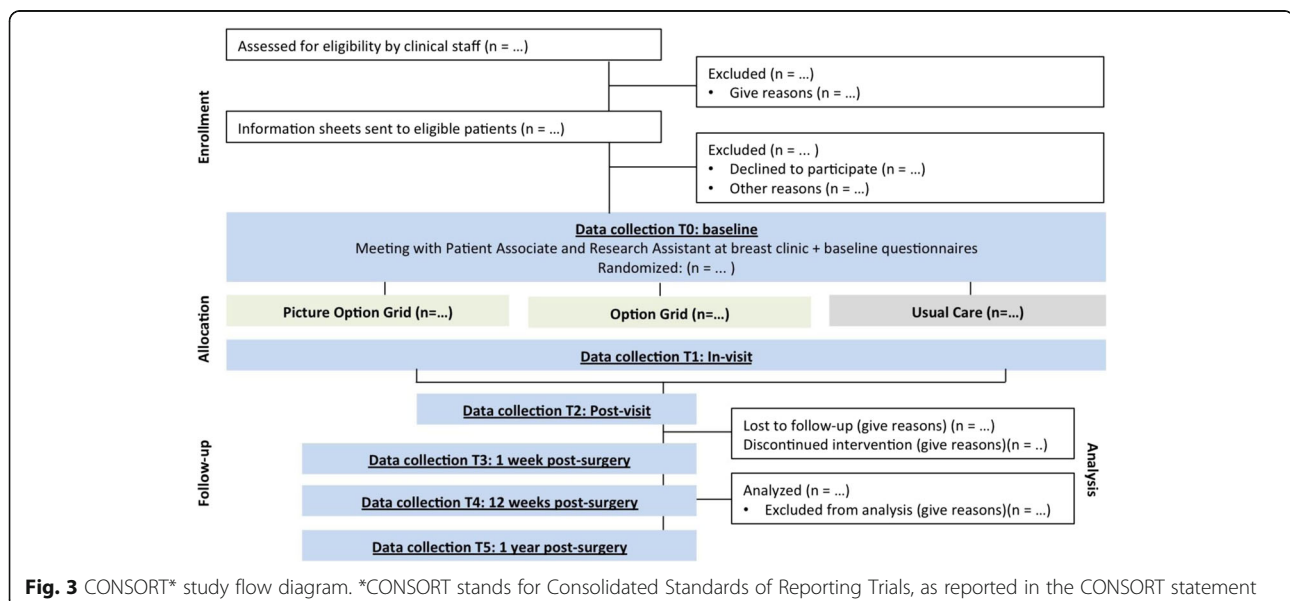 Assessed for eligibility by clinical staff (n = ...)
Excluded (n = ...)
• Give reasons (n = ...)
Enrollment
Information sheets sent to eligible patients (n = ...)
Excluded (n = ... )
• Declined to participate (n = ...)
• Other reasons (n = ...)
Data collection T0: baseline
Meeting with Patient Associate and Research Assistant at breast clinic + baseline questionnaires
Randomized: (n = ... )
Allocation
Picture Option Grid (n=...)
Option Grid (n=...)
Usual Care (n=...)
Data collection T1: In-visit
Data collection T2: Post-visit
Lost to follow-up (give reasons) (n = ...)
Discontinued intervention (give reasons)(n = ..)
Follow-up
Data collection T3: 1 week post-surgery
Analysis
Data collection T4: 12 weeks post-surgery
Analyzed (n = ...)
• Excluded from analysis (give reasons)(n = ...)
Data collection T5: 1 year post-surgery
Fig. 3 CONSORT* study flow diagram. *CONSORT stands for Consolidated Standards of Reporting Trials, as reported in the CONSORT statement